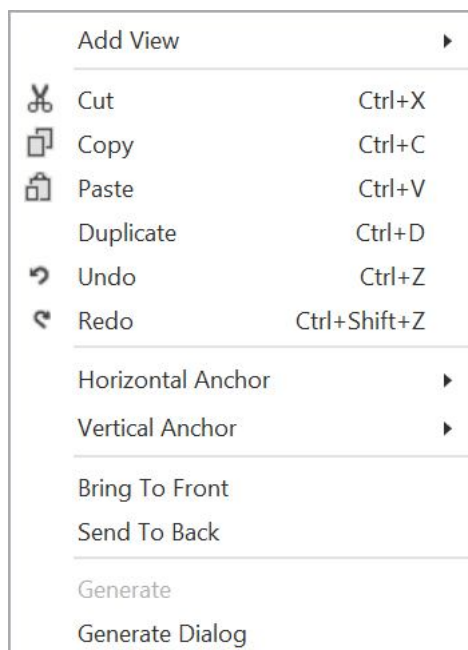 Add View
Cut Ctrl+X
Copy Ctrl+C
Paste Ctrl+V
Duplicate Ctrl+D
Undo Ctrl+Z
Redo Ctrl+Shift+Z
Horizontal Anchor
Vertical Anchor
Bring To Front
Send To Back
Generate
Generate Dialog